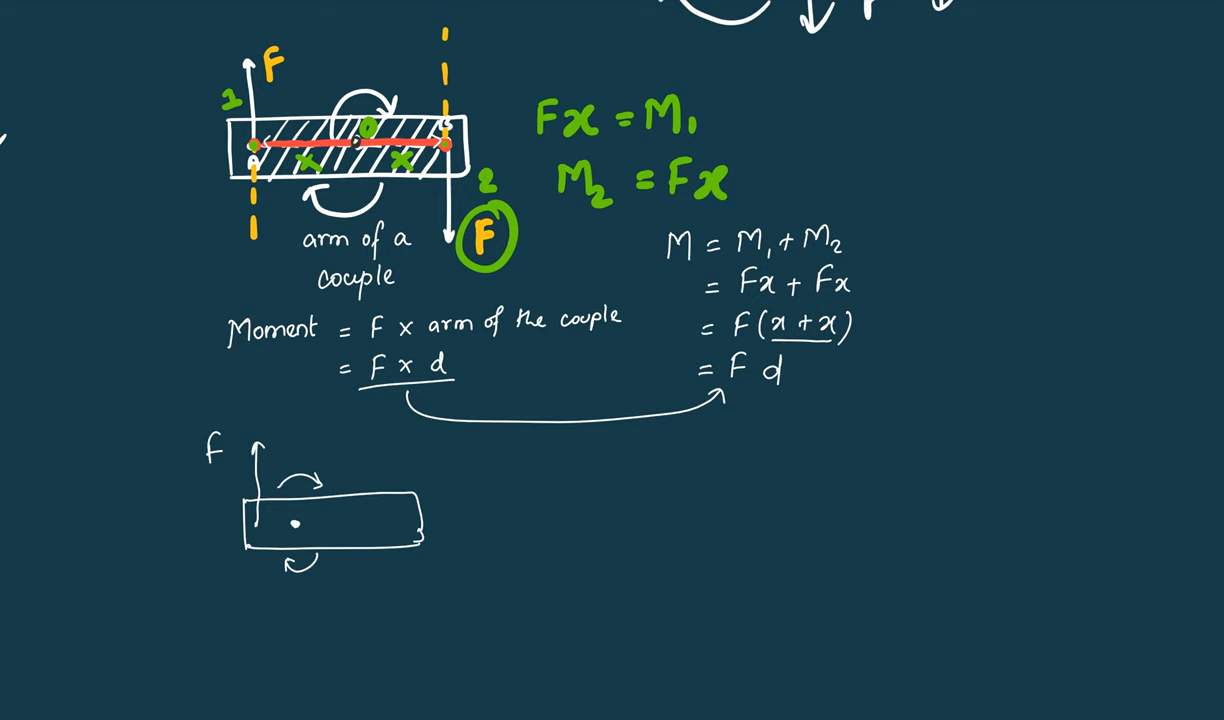 F
1
O
A
B
x x
2
F
arm of a
couple
Moment = F x arm of the couple
= F x d
Fx = M₁
M₂ = Fx
M = M₁ + M₂
= Fx + Fx
= F(x + x)
= F d
F